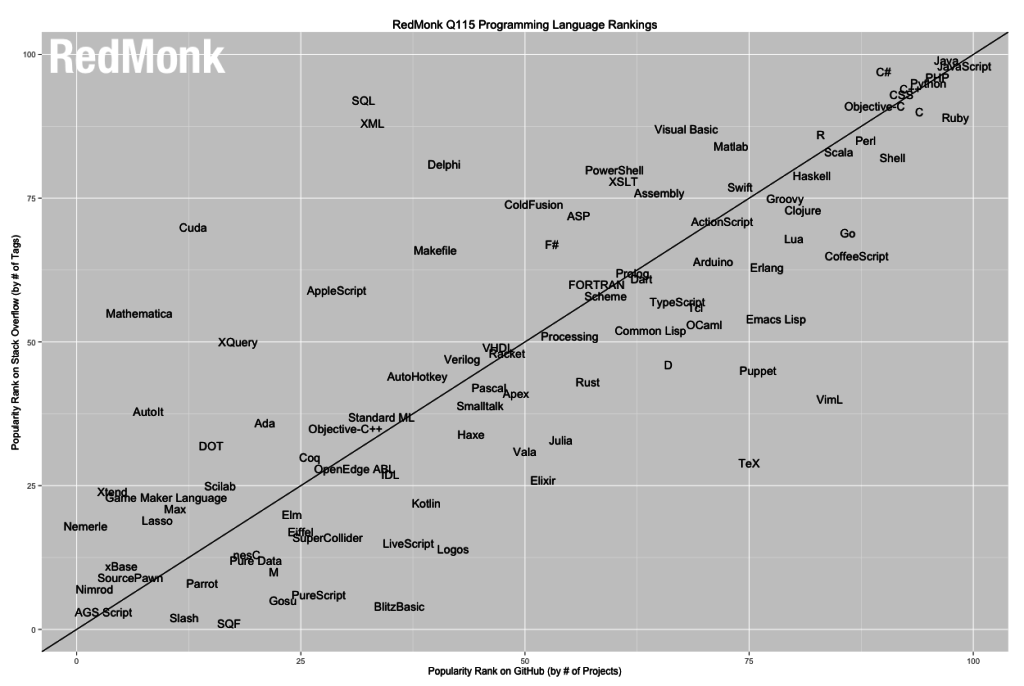 RedMonk Q115 Programming Language Rankings
RedMonk
Popularity Rank on Stack Overflow (by # of Tags)
100
Java
JavaScript
C#
PHP
Python
C++
CSS
SQL
Objective-C
C
Ruby
XML
Visual Basic
R
Perl
Matlab
Scala
Shell
Delphi
PowerShell
Haskell
XSLT
Swift
Assembly
75
Groovy
ColdFusion
Clojure
ASP
ActionScript
Cuda
Go
Lua
F#
Makefile
CoffeeScript
Arduino
Erlang
Prolog
Dart
FORTRAN
AppleScript
Scheme
TypeScript
Tcl
Mathematica
Emacs Lisp
OCaml
Common Lisp
Processing
50
XQuery
VHDL
Racket
Verilog
D
Puppet
AutoHotkey
Rust
Pascal
Apex
VimL
Smalltalk
AutoIt
Standard ML
Ada
Objective-C++
Haxe
Julia
DOT
Vala
Coq
TeX
OpenEdge ABL
IDL
Elixir
25
Scilab
Xtend
Game Maker Language
Kotlin
Max
Elm
Lasso
Nemerle
Eiffel
SuperCollider
LiveScript
Logos
nesC
Pure Data
xBase
M
SourcePawn
Parrot
Nimrod
PureScript
Gosu
BlitzBasic
AGS Script
Slash
SQF
0
0
25
50
75
100
Popularity Rank on GitHub (by # of Projects)